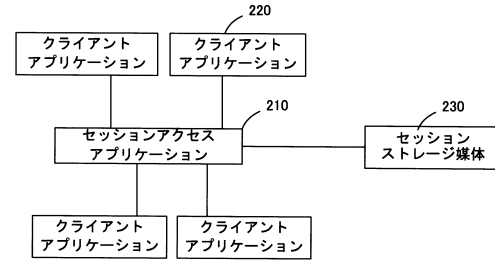 220
クライアント
アプリケーション
クライアント
アプリケーション
210
230
セッションアクセス
アプリケーション
セッション
ストレージ媒体
クライアント
アプリケーション
クライアント
アプリケーション